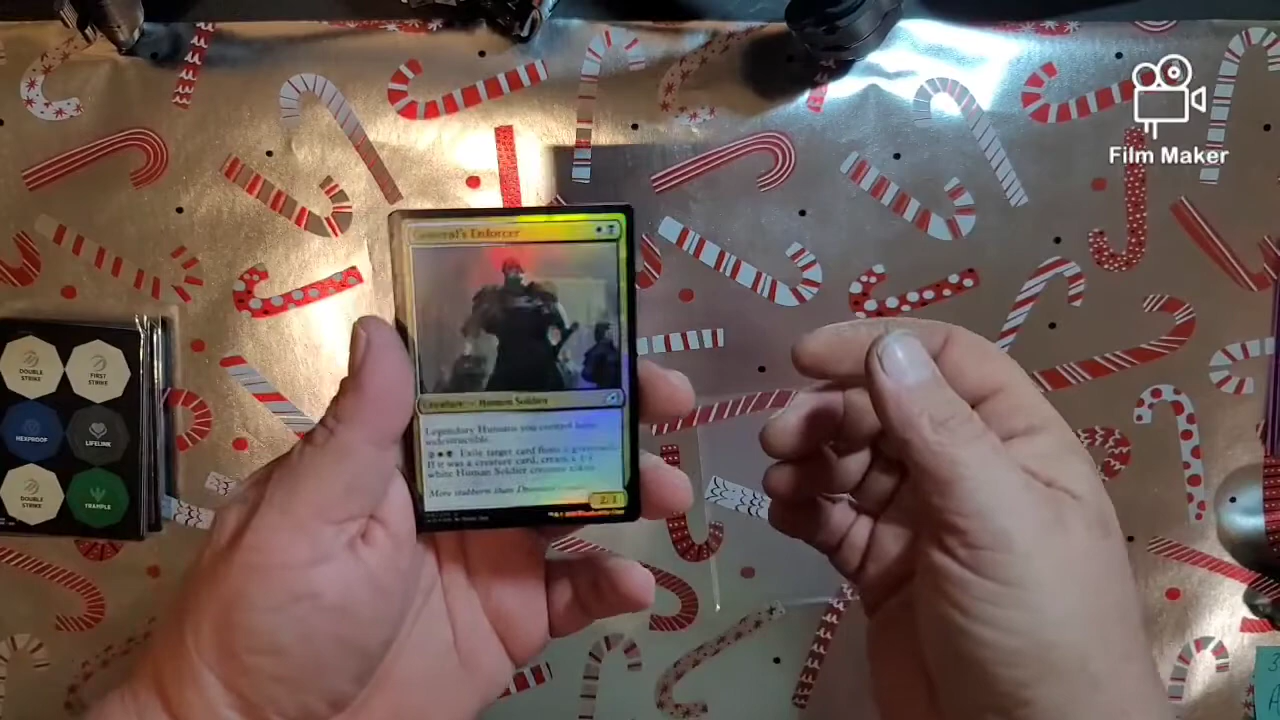 Film Maker
General's Enforcer
Creature — Human Soldier
Legendary Humans you control have
indestructible.
Exile target card from a graveyard.
If it was a creature card, create a 1/1
white Human Soldier creature token.
More stubborn than
2/3
DOUBLE
STRIKE
FIRST
STRIKE
HEXPROOF
LIFELINK
DOUBLE
STRIKE
TRAMPLE
3
A